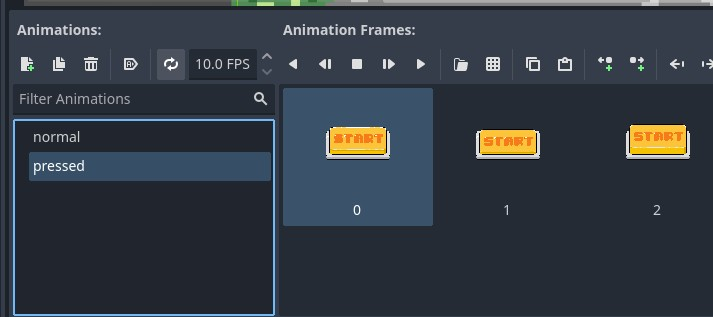 Animations:
Animation Frames:
10.0 FPS
Filter Animations
normal
pressed
START
START
START
0
1
2